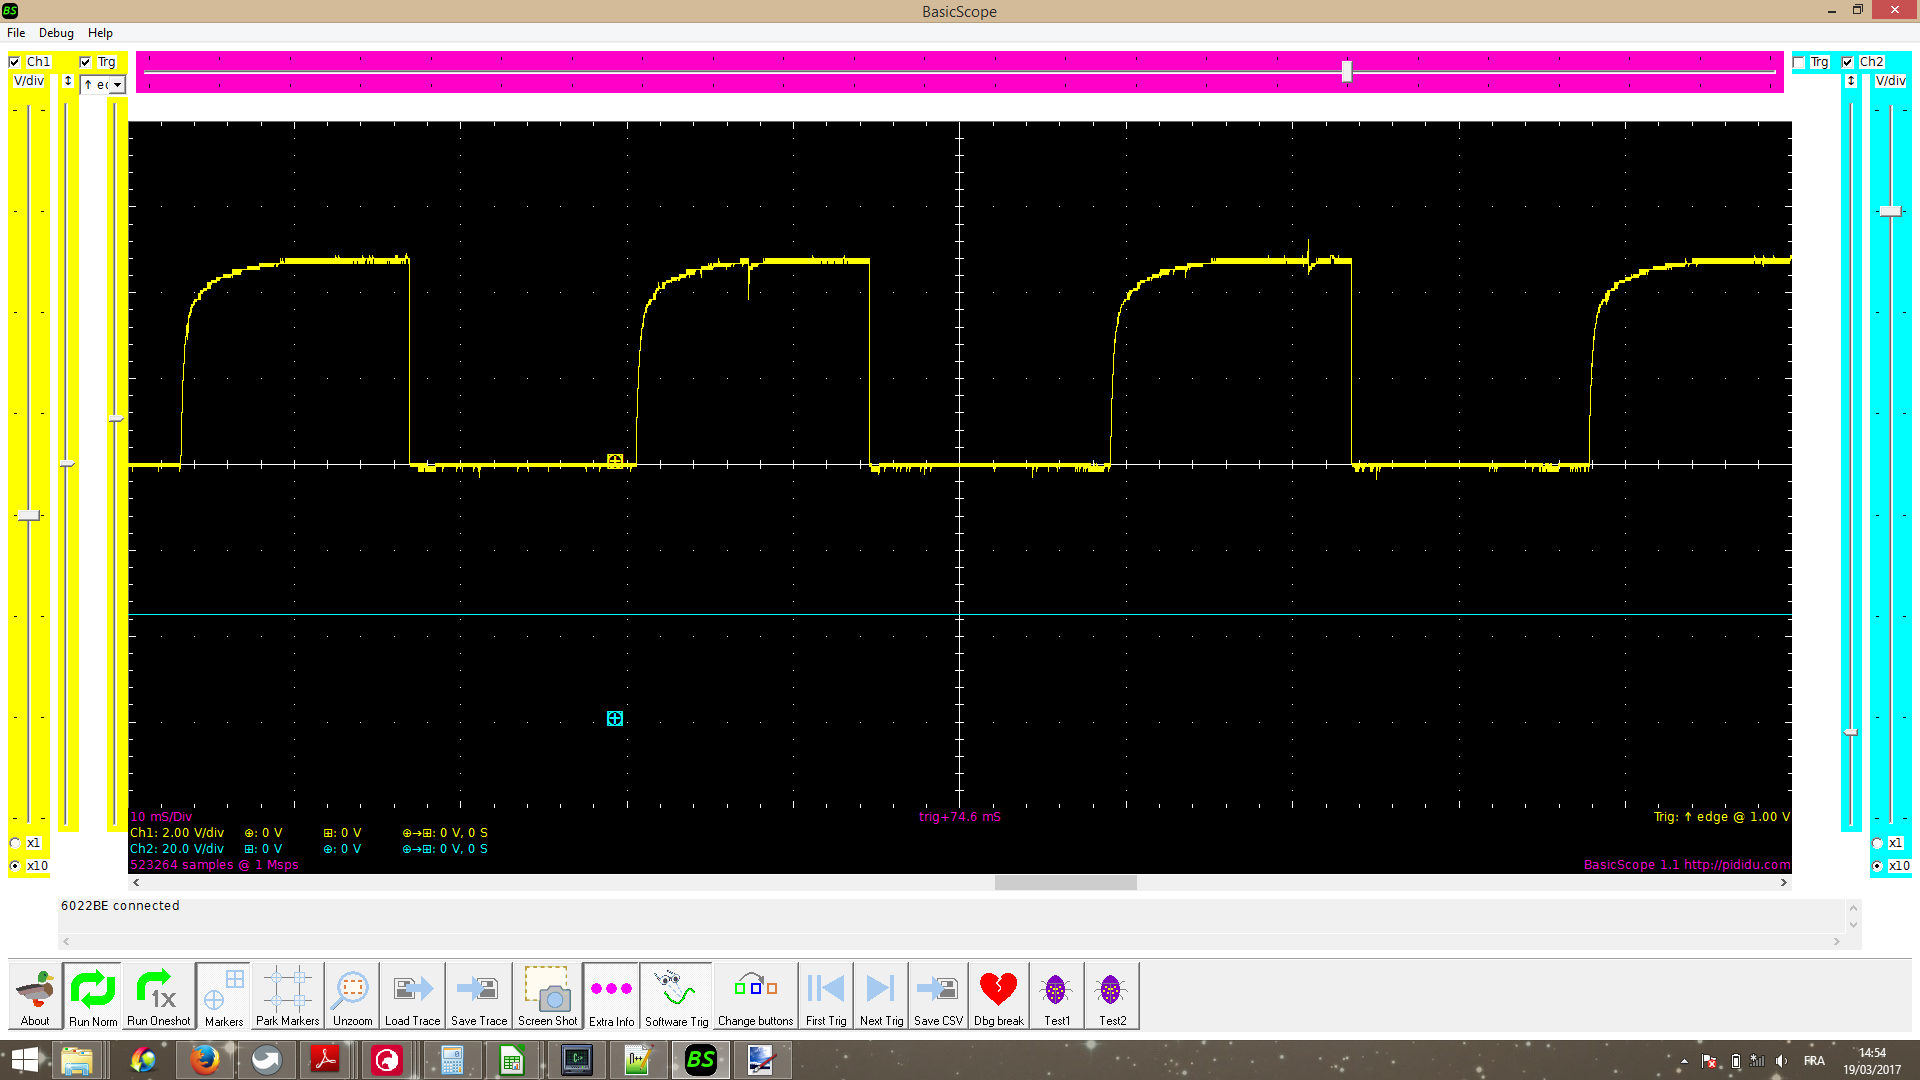 BS
BasicScope
File Debug Help
Ch1 Trg
Trg Ch2
V/div
V/div
10 mS/Div
trig+74.6 mS
Trig: ↑ edge @ 1.00 V
Ch1: 2.00 V/div ⊕: 0 V ⊞: 0 V ⊕→⊞: 0 V, 0 S
Ch2: 20.0 V/div ⊞: 0 V ⊕: 0 V ⊕→⊞: 0 V, 0 S
523264 samples @ 1 Msps
BasicScope 1.1 http://pididu.com
x1
x10
x1
x10
6022BE connected
1x
About Run Norm Run Oneshot Markers Park Markers Unzoom Load Trace Save Trace Screen Shot Extra Info Software Trig Change buttons First Trig Next Trig Save CSV Dbg break Test1 Test2
BS
FRA
14:54
19/03/2017